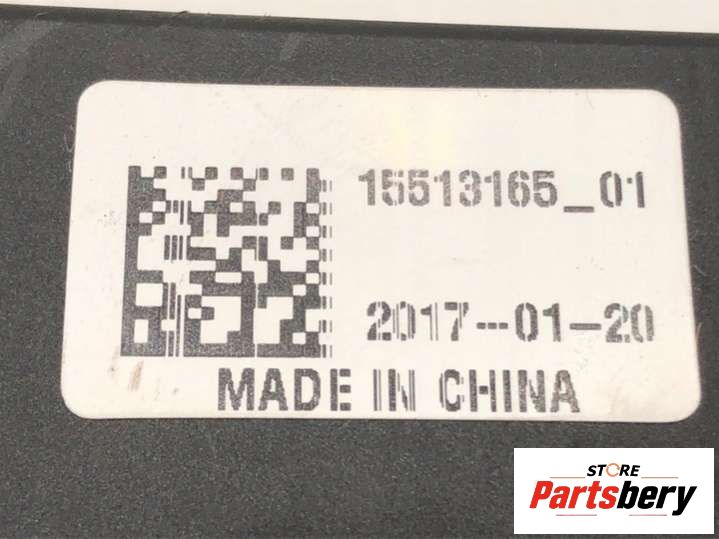 15513165_01
2017--01-20
MADE IN CHINA
STORE
Partsbery